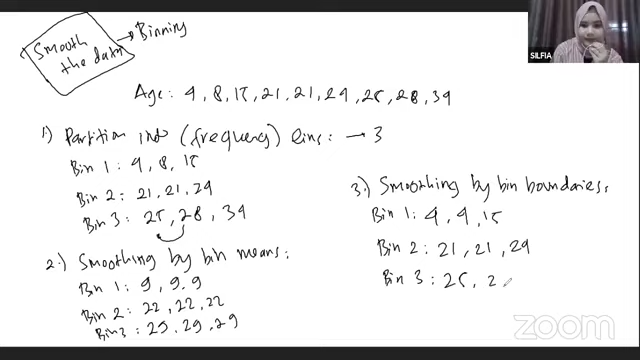 Smooth the data → Binning
Age: 4, 8, 15, 21, 21, 24, 25, 28, 34
1.) Partition into (frequency) bins: → 3
Bin 1: 4, 8, 15
Bin 2: 21, 21, 24
Bin 3: 25, 28, 34
2.) Smoothing by bin means:
Bin 1: 9, 9, 9
Bin 2: 22, 22, 22
Bin 3: 29, 29, 29
3.) Smoothing by bin boundaries:
Bin 1: 4, 4, 15
Bin 2: 21, 21, 24
Bin 3: 25, 2
SILFIA
zoom